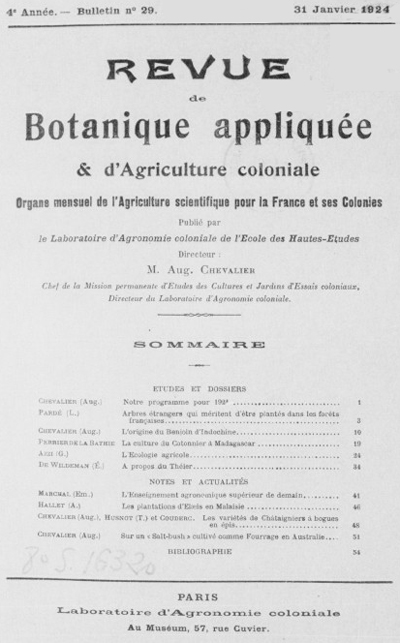 4e Année. — Bulletin n° 29. 31 Janvier 1924
REVUE
de
Botanique appliquée
& d'Agriculture coloniale
Organe mensuel de l'Agriculture scientifique pour la France et ses Colonies
Publié par
le Laboratoire d'Agronomie coloniale de l'Ecole des Hautes-Etudes
Directeur :
M. Aug. CHEVALIER
Chef de la Mission permanente d'Etudes des Cultures et Jardins d'Essais coloniaux,
Directeur du Laboratoire d'Agronomie coloniale.
SOMMAIRE
ETUDES ET DOSSIERS
CHEVALIER (Aug.) Notre programme pour 1 1
PARDÉ (L.) Arbres étrangers qui méritent d'être plantés dans les forêts
françaises 3
CHEVALIER (Aug.) L'origine du Benzoin d'Indochine 10
PERRIER DE LA BATHIE La culture du Cotonnier à Madagascar 19
AZZI (G.) L'Ecologie agricole
DE WILDEMAN (É.) A propos du Théier 34
NOTES ET ACTUALITÉS
MARCHAL (Em.) L'Enseignement agronomique supérieur de demain 41
HALLET (A.) Les plantations d'Elæis en Malaisie 46
CHEVALIER (Aug.), HUSNOT (T.) et COUDERC. Les variétés de Châtaigniers à bogues
en épis 48
CHEVALIER (Aug.) Sur un « Salt-bush » cultivé comme Fourrage en Australie 51
BIBLIOGRAPHIE 54
PARIS
Laboratoire d'Agronomie coloniale
Au Muséum, 57, rue Cuvier.